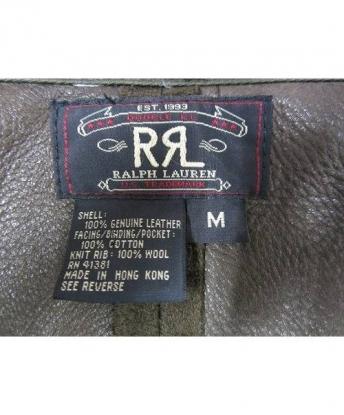 EST. 1993
DOUBLE RL
RRL
RALPH LAUREN
U.S. TRADEMARK
M
SHELL:
100% GENUINE LEATHER
FACING/BINDING/POCKET:
100% COTTON
KNIT RIB: 100% WOOL
RN 41381
MADE IN HONG KONG
SEE REVERSE